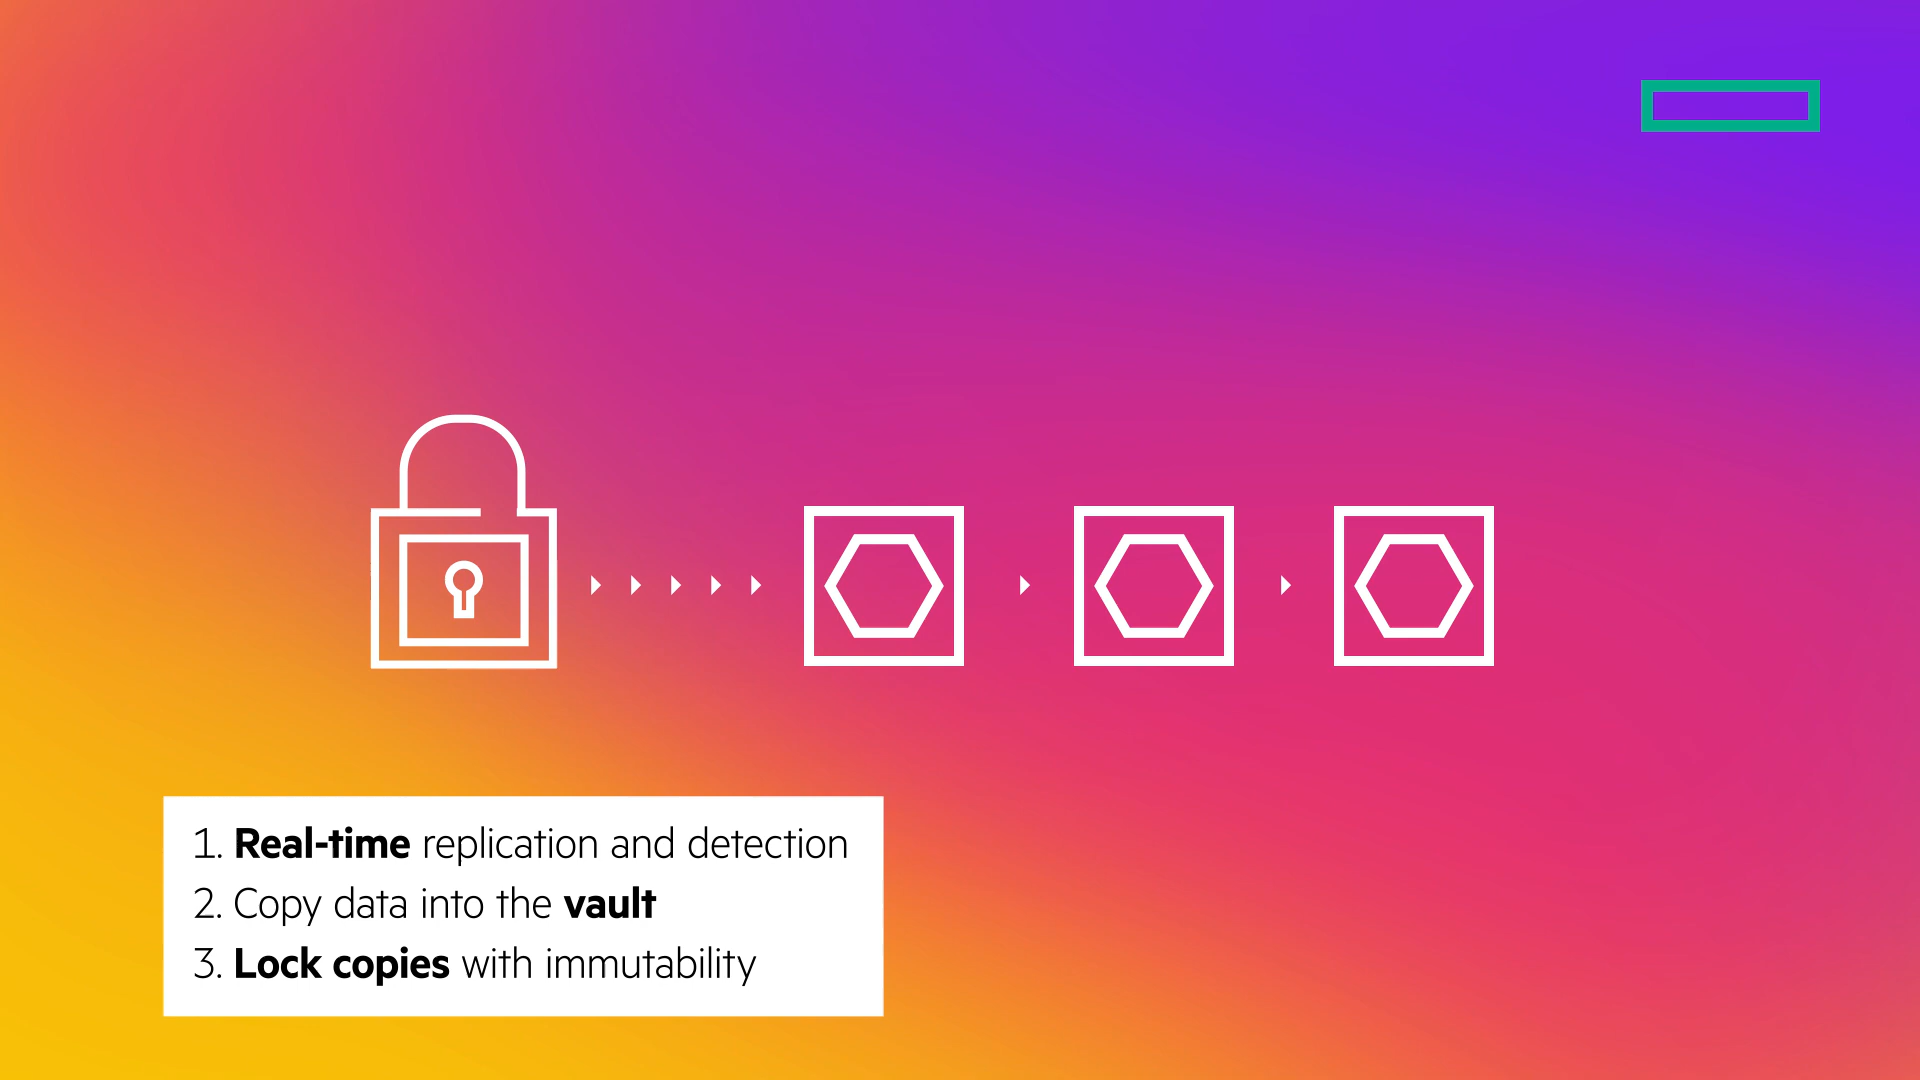 1. Real-time replication and detection
2. Copy data into the vault
3. Lock copies with immutability